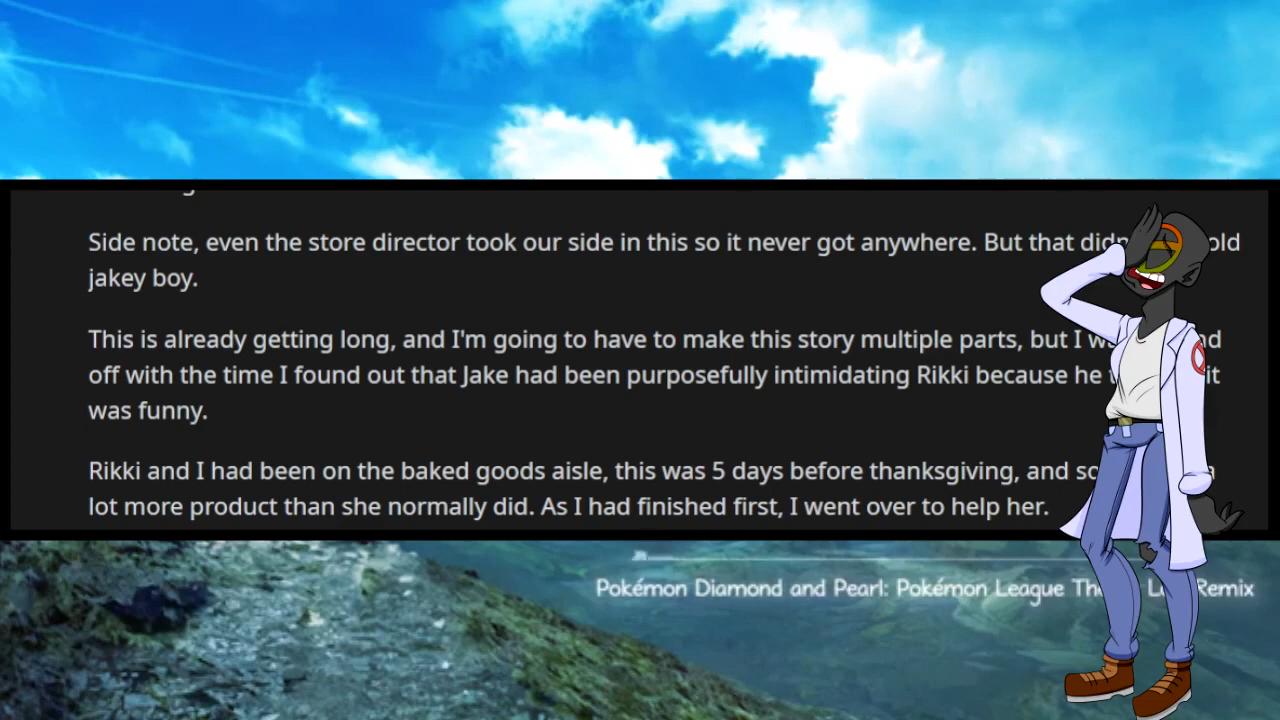 Side note, even the store director took our side in this so it never got anywhere. But that old
jakey boy.
This is already getting long, and I'm going to have to make this story multiple parts, but I
off with the time I found out that Jake had been purposefully intimidating Rikki because he it
was funny.
Rikki and I had been on the baked goods aisle, this was 5 days before thanksgiving, and
lot more product than she normally did. As I had finished first, I went over to help her.
Pokémon Diamond and Pearl: Pokémon League Remix